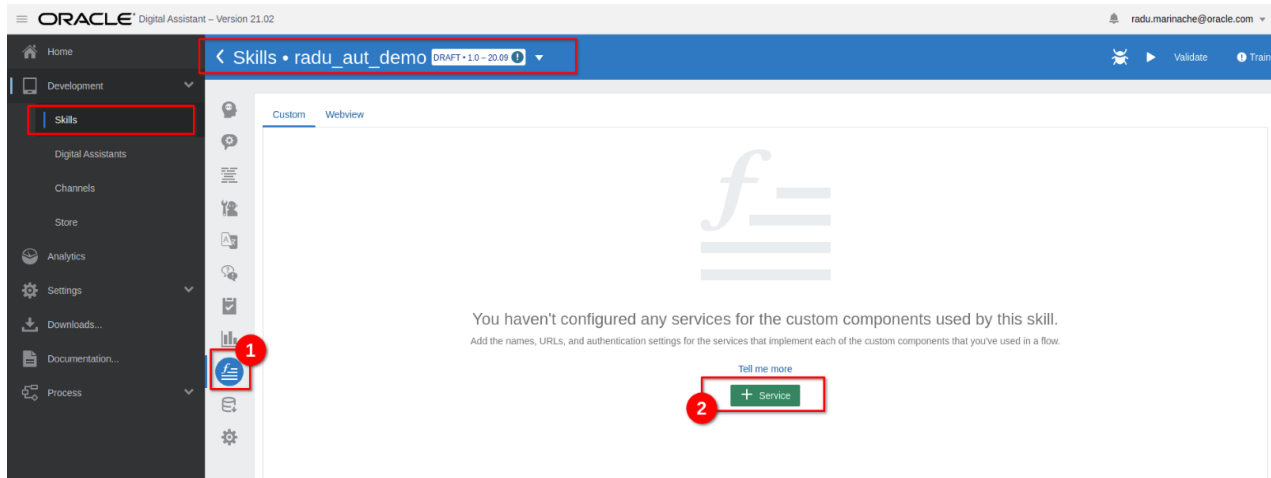 ORACLE Digital Assistant – Version 21.02
radu.marinache@oracle.com
Home
Development
Skills
Digital Assistants
Channels
Store
Analytics
Settings
Downloads...
Documentation...
Process
Skills • radu_aut_demo DRAFT • 1.0 – 20.09
Validate
Train
Custom Webview
You haven't configured any services for the custom components used by this skill.
Add the names, URLs, and authentication settings for the services that implement each of the custom components that you've used in a flow.
Tell me more
+ Service
1
2